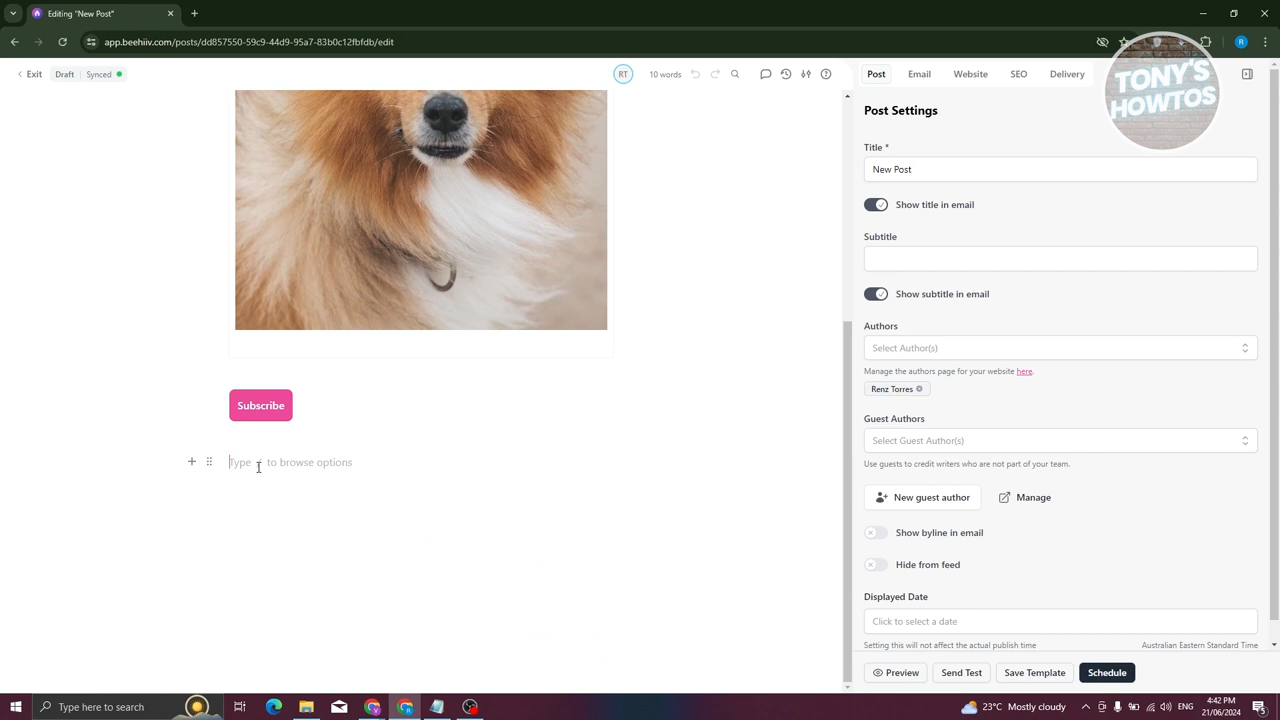 Editing "New Post"
app.beehiiv.com/posts/dd857550-59c9-44d9-95a7-83b0c12fbfdb/edit
R
Exit
Draft
Synced
RT
10 words
Post
Email
Website
SEO
Delivery
TONY'S
HOWTOS
Post Settings
Title *
New Post
Show title in email
Subtitle
Show subtitle in email
Authors
Select Author(s)
Manage the authors page for your website here.
Renz Torres
Guest Authors
Select Guest Author(s)
Use guests to credit writers who are not part of your team.
New guest author
Manage
Show byline in email
Hide from feed
Displayed Date
Click to select a date
Setting this will not affect the actual publish time
Australian Eastern Standard Time
Subscribe
Type / to browse options
Preview
Send Test
Save Template
Schedule
Type here to search
23°C Mostly cloudy
4:42 PM
21/06/2024
5